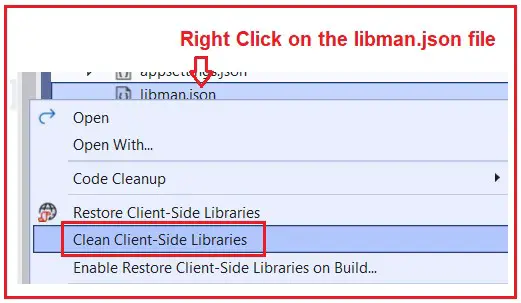 Right Click on the libman.json file
appsettings.json
libman.json
Open
Open With...
Code Cleanup
Restore Client-Side Libraries
Clean Client-Side Libraries
Enable Restore Client-Side Libraries on Build...